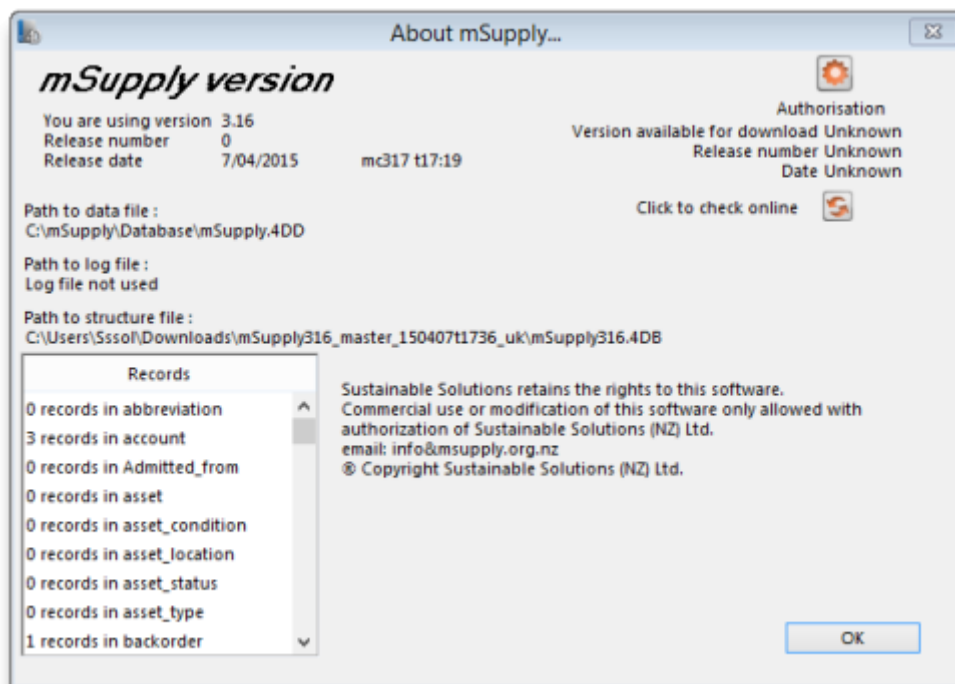 About mSupply...
mSupply version
You are using version 3.16
Release number 0
Release date 7/04/2015 mc317 t17:19
Authorisation
Version available for download Unknown
Release number Unknown
Date Unknown
Click to check online
Path to data file :
C:\mSupply\Database\mSupply.4DD
Path to log file :
Log file not used
Path to structure file :
C:\Users\Sssol\Downloads\mSupply316_master_150407t1736_uk\mSupply316.4DB
Records
0 records in abbreviation
3 records in account
0 records in Admitted_from
0 records in asset
0 records in asset_condition
0 records in asset_location
0 records in asset_status
0 records in asset_type
1 records in backorder
Sustainable Solutions retains the rights to this software.
Commercial use or modification of this software only allowed with
authorization of Sustainable Solutions (NZ) Ltd.
email: info@msupply.org.nz
® Copyright Sustainable Solutions (NZ) Ltd.
OK